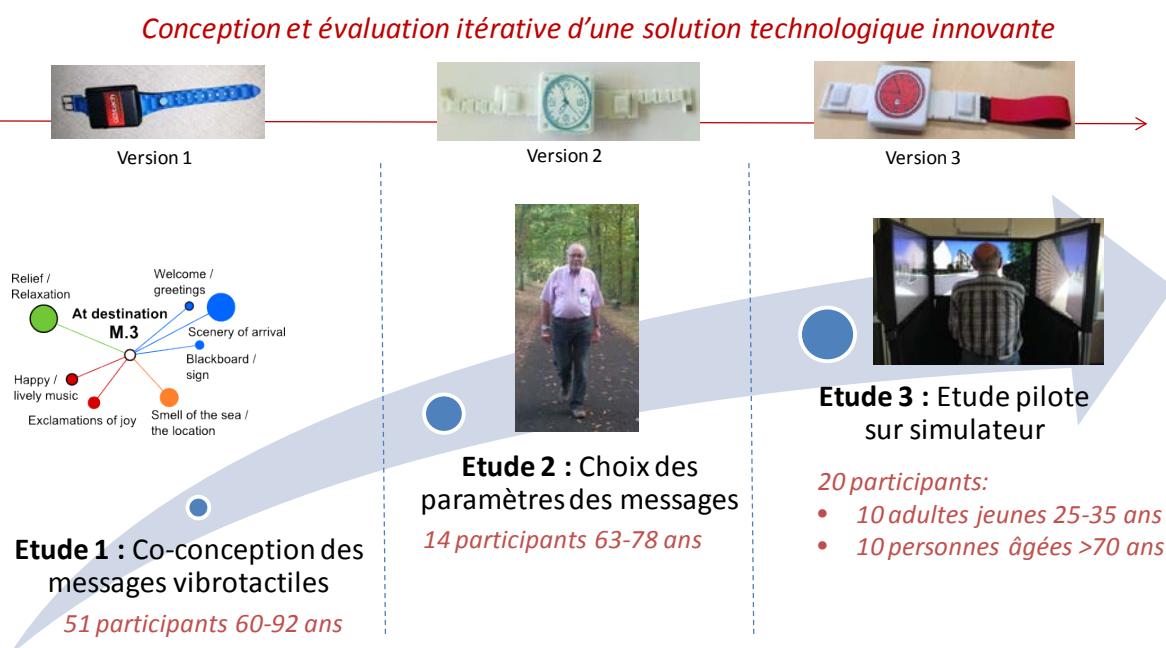 Conception et évaluation itérative d'une solution technologique innovante
Version 1
Version 2
Version 3
Relief /
Relaxation
Welcome /
greetings
At destination
M.3
Scenery of arrival
Blackboard /
sign
Happy /
lively music
Exclamations of joy
Smell of the sea /
the location
Etude 1 : Co-conception des
messages vibrotactiles
51 participants 60-92 ans
Etude 2 : Choix des
paramètres des messages
14 participants 63-78 ans
Etude 3 : Etude pilote
sur simulateur
20 participants:
• 10 adultes jeunes 25-35 ans
• 10 personnes âgées >70 ans